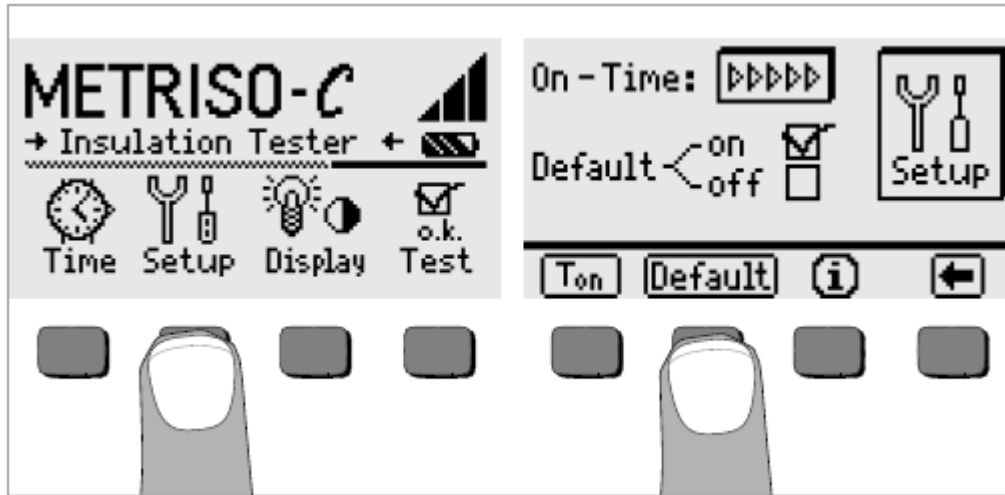 METRISO-C
→ Insulation Tester ←
Time Setup Display o.k. Test
On-Time: ▷▷▷▷▷
Default on
off
Setup
Ton Default i ←